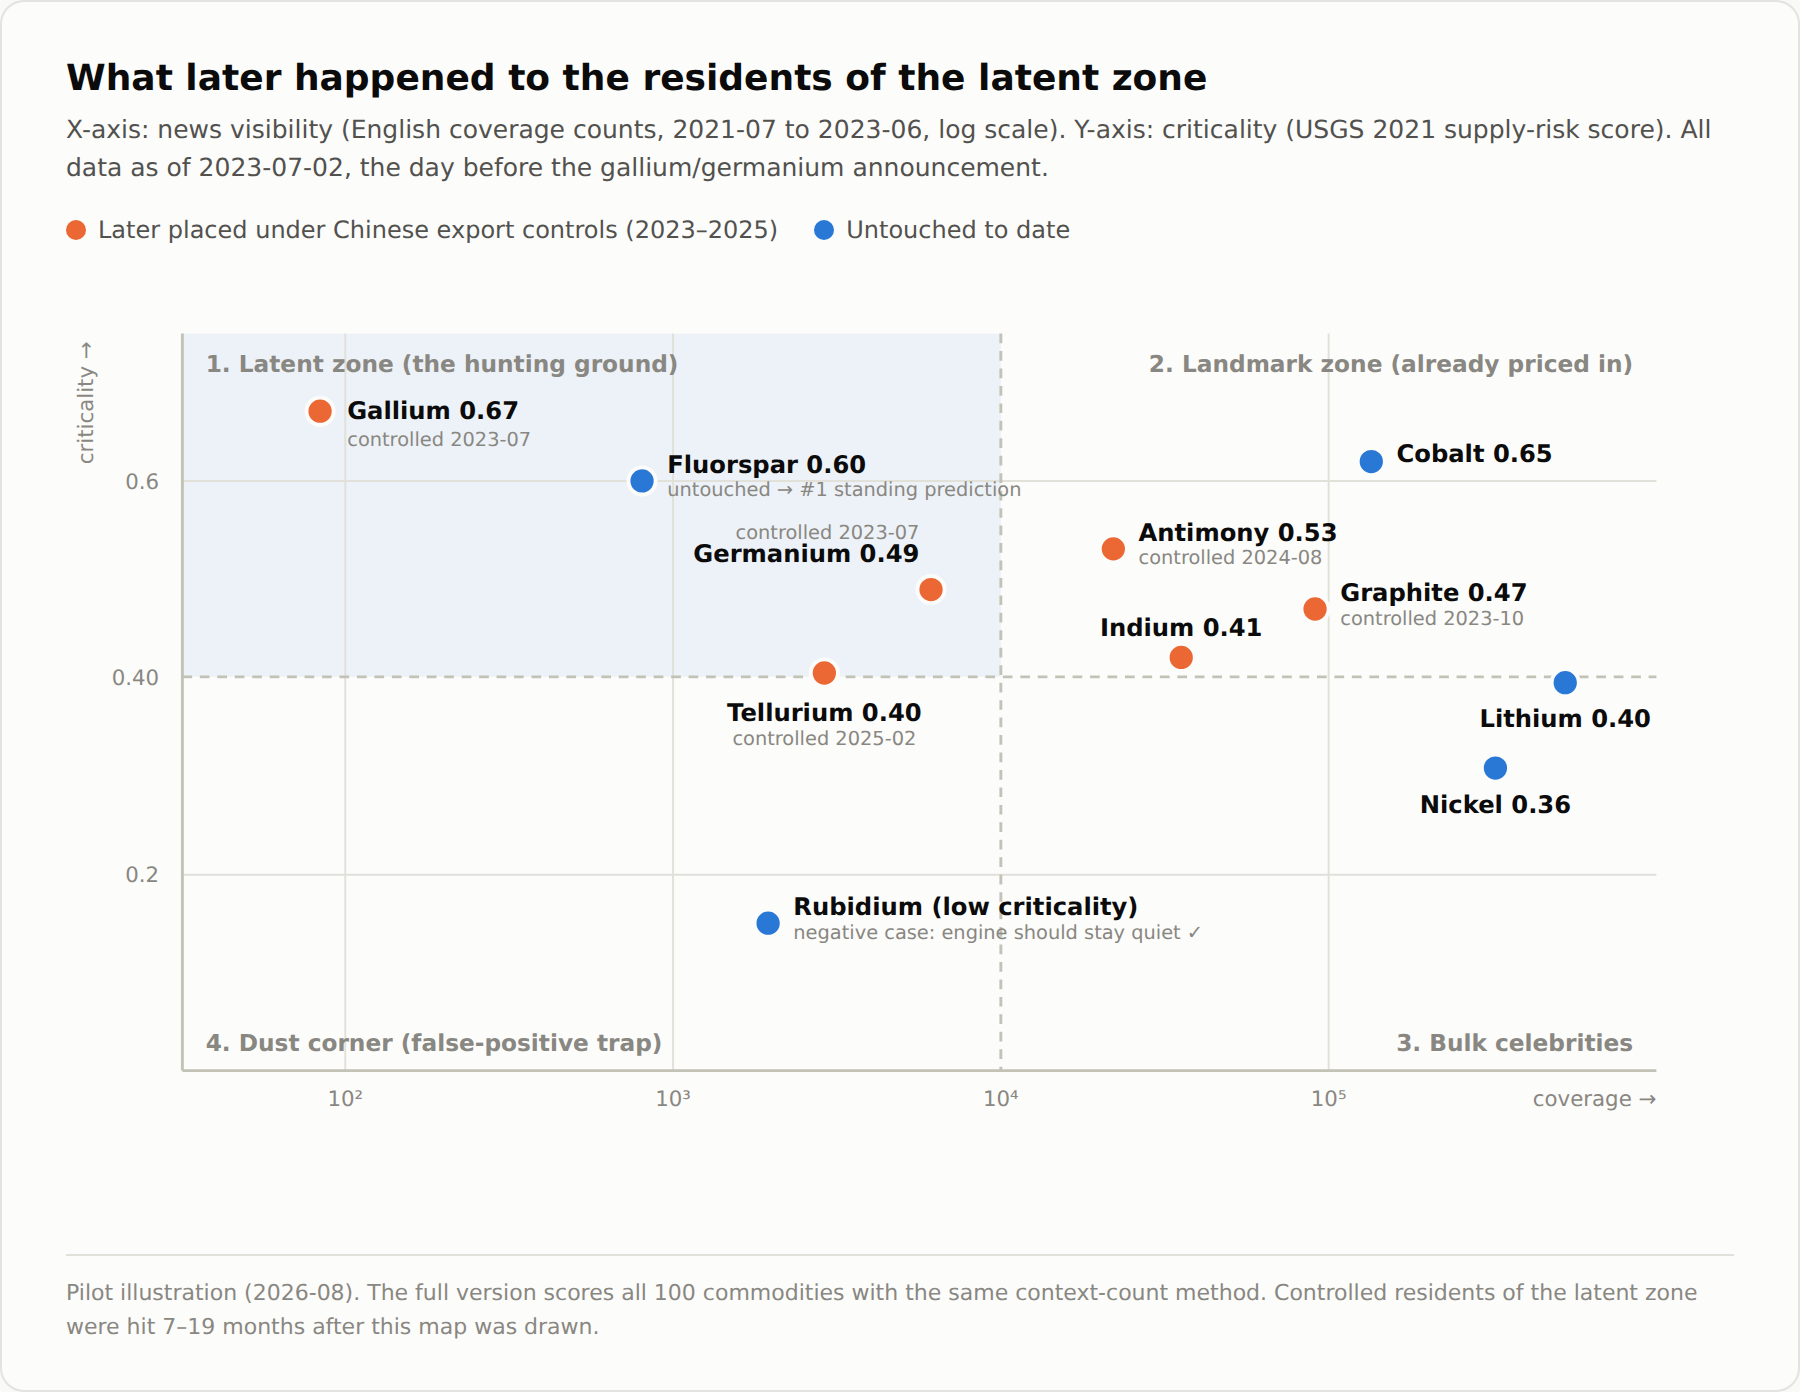 What later happened to the residents of the latent zone
X-axis: news visibility (English coverage counts, 2021-07 to 2023-06, log scale). Y-axis: criticality (USGS 2021 supply-risk score). All
data as of 2023-07-02, the day before the gallium/germanium announcement.
Later placed under Chinese export controls (2023–2025)
Untouched to date
criticality →
1. Latent zone (the hunting ground)
2. Landmark zone (already priced in)
Gallium 0.67
controlled 2023-07
Cobalt 0.65
Fluorspar 0.60
untouched → #1 standing prediction
0.6
controlled 2023-07
Germanium 0.49
Antimony 0.53
controlled 2024-08
Graphite 0.47
controlled 2023-10
Indium 0.41
0.40
Tellurium 0.40
controlled 2025-02
Lithium 0.40
Nickel 0.36
0.2
Rubidium (low criticality)
negative case: engine should stay quiet ✓
4. Dust corner (false-positive trap)
3. Bulk celebrities
10²
10³
10⁴
10⁵
coverage →
Pilot illustration (2026-08). The full version scores all 100 commodities with the same context-count method. Controlled residents of the latent zone
were hit 7–19 months after this map was drawn.